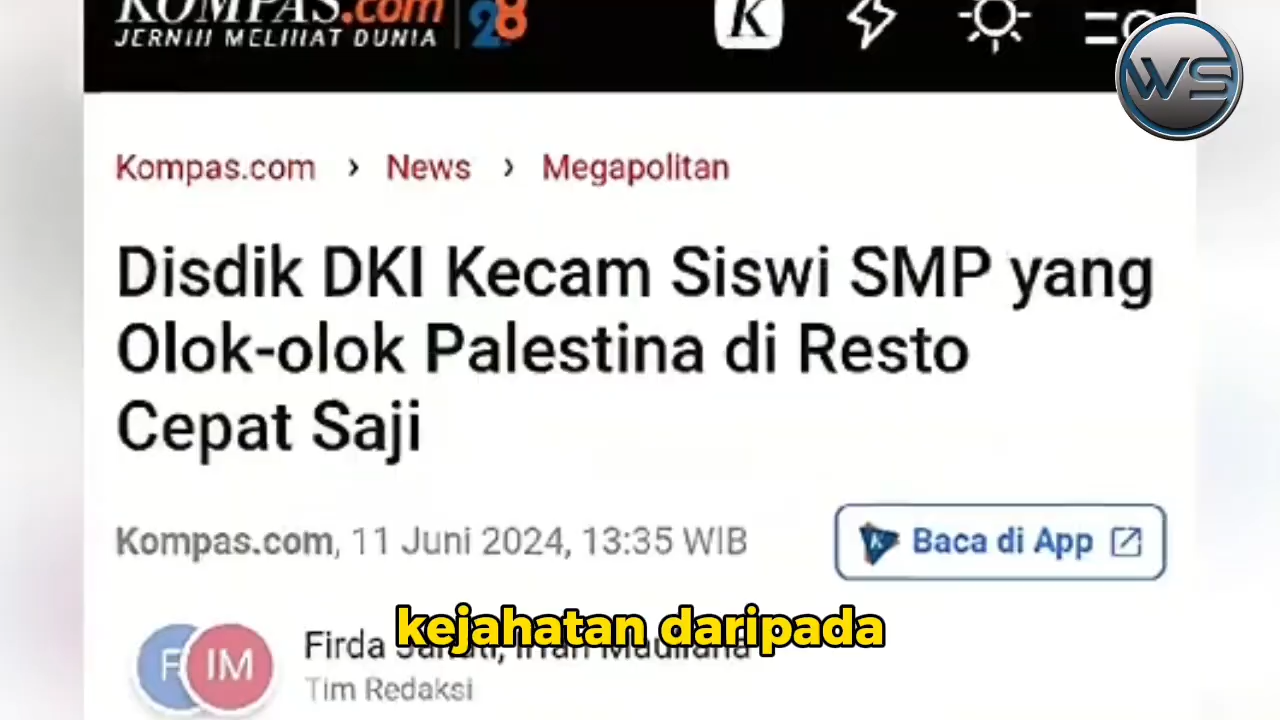 KOMPAS.com
JERNIH MELIHAT DUNIA
28
K
WS
Kompas.com > News > Megapolitan
Disdik DKI Kecam Siswi SMP yang
Olok-olok Palestina di Resto
Cepat Saji
Kompas.com, 11 Juni 2024, 13:35 WIB
Baca di App
IM
Firda
kejahatan daripada
Tim Redaksi